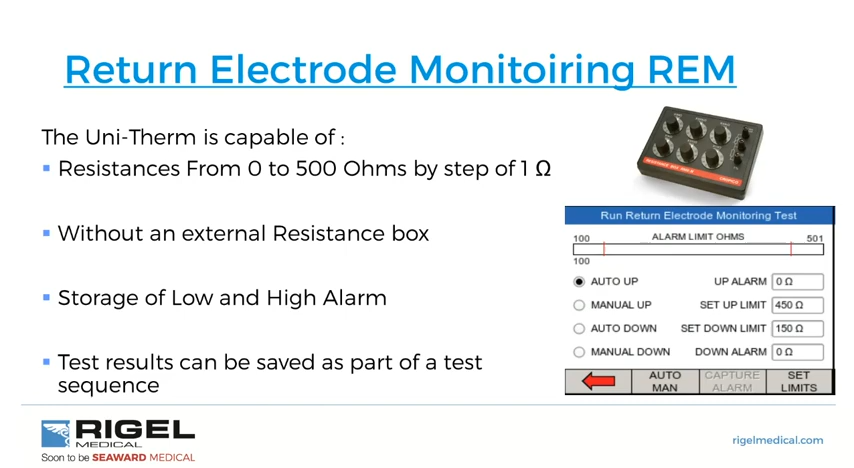 Return Electrode Monitoiring REM
The Uni-Therm is capable of :
▪ Resistances From 0 to 500 Ohms by step of 1 Ω
▪ Without an external Resistance box
▪ Storage of Low and High Alarm
▪ Test results can be saved as part of a test
sequence
Run Return Electrode Monitoring Test
100 ALARM LIMIT OHMS 501
100
AUTO UP UP ALARM 0 Ω
MANUAL UP SET UP LIMIT 450 Ω
AUTO DOWN SET DOWN LIMIT 150 Ω
MANUAL DOWN DOWN ALARM 0 Ω
AUTO
MAN
CAPTURE
ALARM
SET
LIMITS
RIGEL
MEDICAL
Soon to be SEAWARD MEDICAL
rigelmedical.com